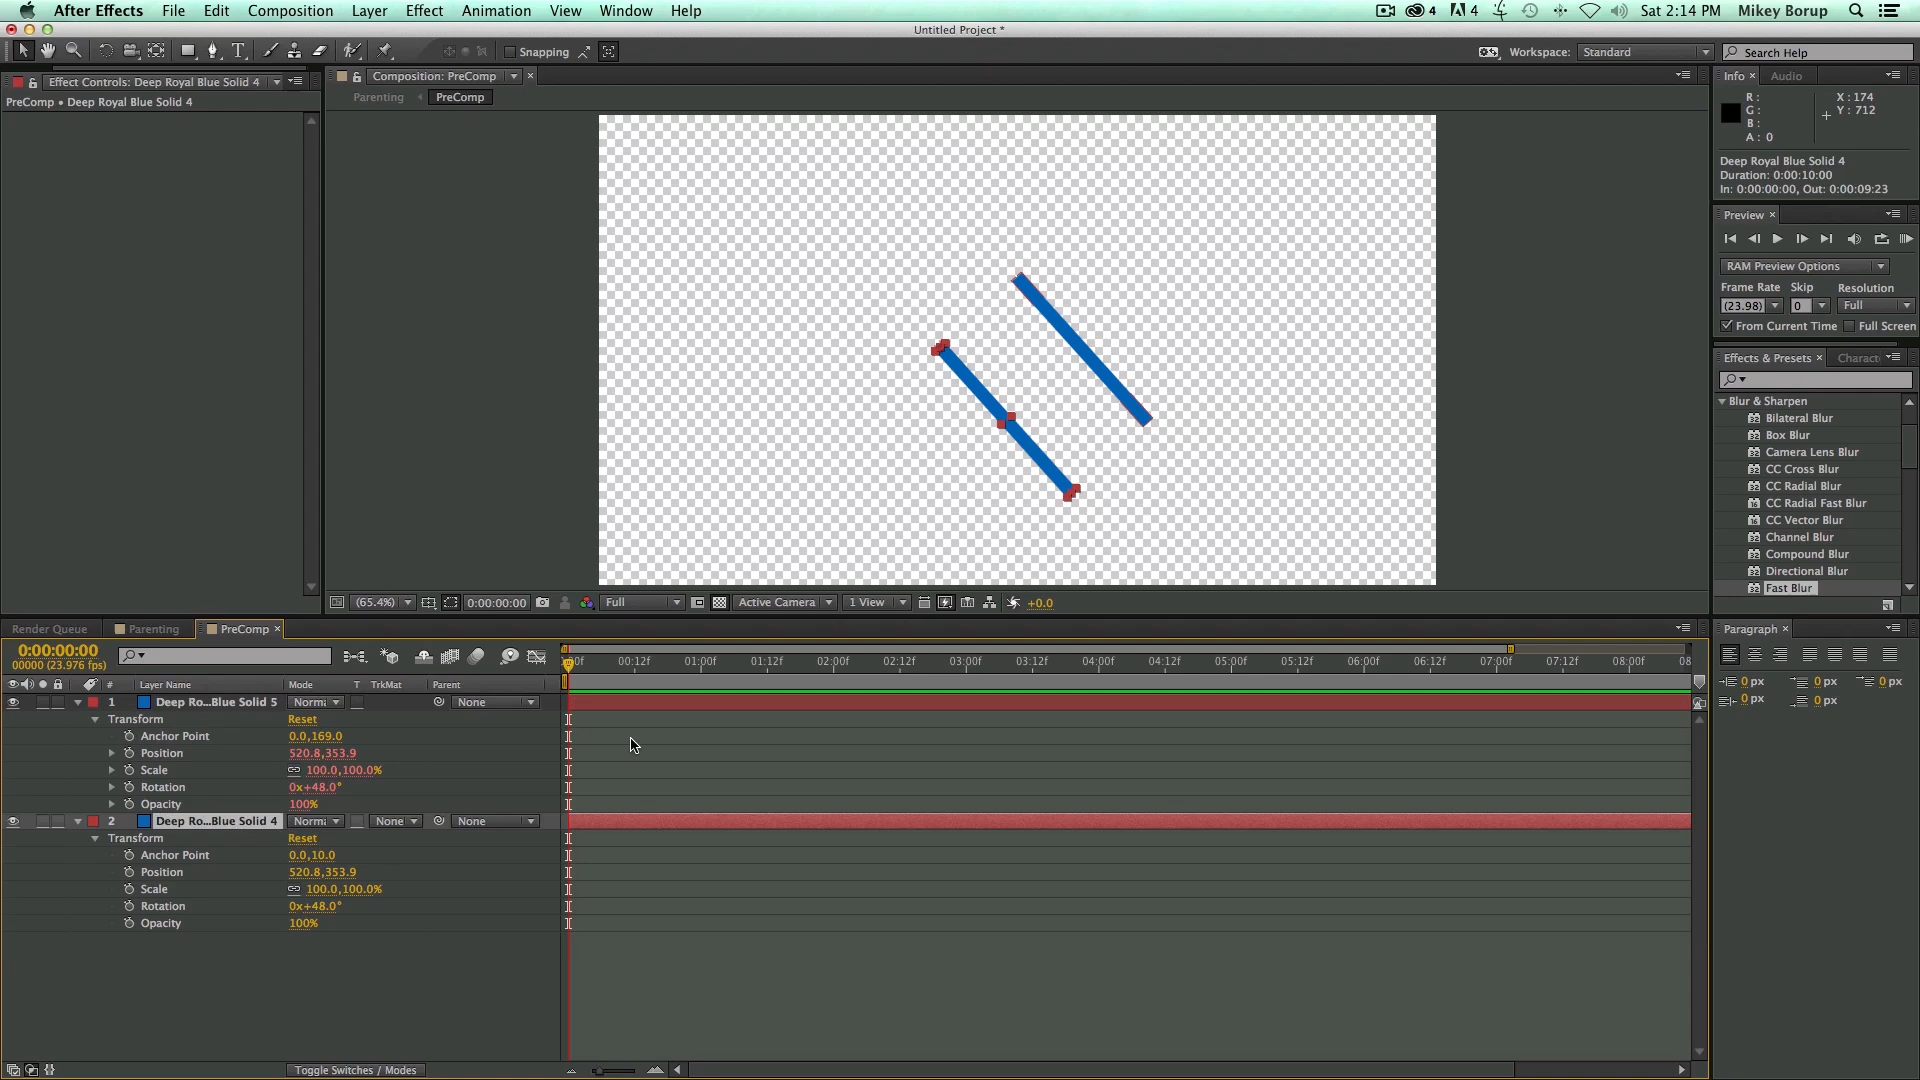 After Effects File Edit Composition Layer Effect Animation View Window Help 4 4 Sat 2:14 PM Mikey Borup
Untitled Project *
Snapping Workspace: Standard Search Help
Effect Controls: Deep Royal Blue Solid 4
PreComp • Deep Royal Blue Solid 4
Composition: PreComp
Parenting PreComp
Info Audio
R :
G :
B :
A : 0
X : 174
Y : 712
Deep Royal Blue Solid 4
Duration: 0:00:10:00
In: 0:00:00:00, Out: 0:00:09:23
Preview
RAM Preview Options
Frame Rate Skip Resolution
(23.98) 0 Full
From Current Time Full Screen
Effects & Presets Charact
Blur & Sharpen
Bilateral Blur
Box Blur
Camera Lens Blur
CC Cross Blur
CC Radial Blur
CC Radial Fast Blur
CC Vector Blur
Channel Blur
Compound Blur
Directional Blur
Fast Blur
(65.4%) 0:00:00:00 Full Active Camera 1 View +0.0
Render Queue Parenting PreComp
0:00:00:00
00000 (23.976 fps)
00f 00:12f 01:00f 01:12f 02:00f 02:12f 03:00f 03:12f 04:00f 04:12f 05:00f 05:12f 06:00f 06:12f 07:00f 07:12f 08:00f 08
# Layer Name Mode T TrkMat Parent
1 Deep Ro...Blue Solid 5 Norma None
Transform Reset
Anchor Point 0.0,169.0
Position 520.8,353.9
Scale 100.0,100.0%
Rotation 0x+48.0°
Opacity 100%
2 Deep Ro...Blue Solid 4 Norma None None
Transform Reset
Anchor Point 0.0,10.0
Position 520.8,353.9
Scale 100.0,100.0%
Rotation 0x+48.0°
Opacity 100%
Toggle Switches / Modes
Paragraph
0 px 0 px 0 px
0 px 0 px